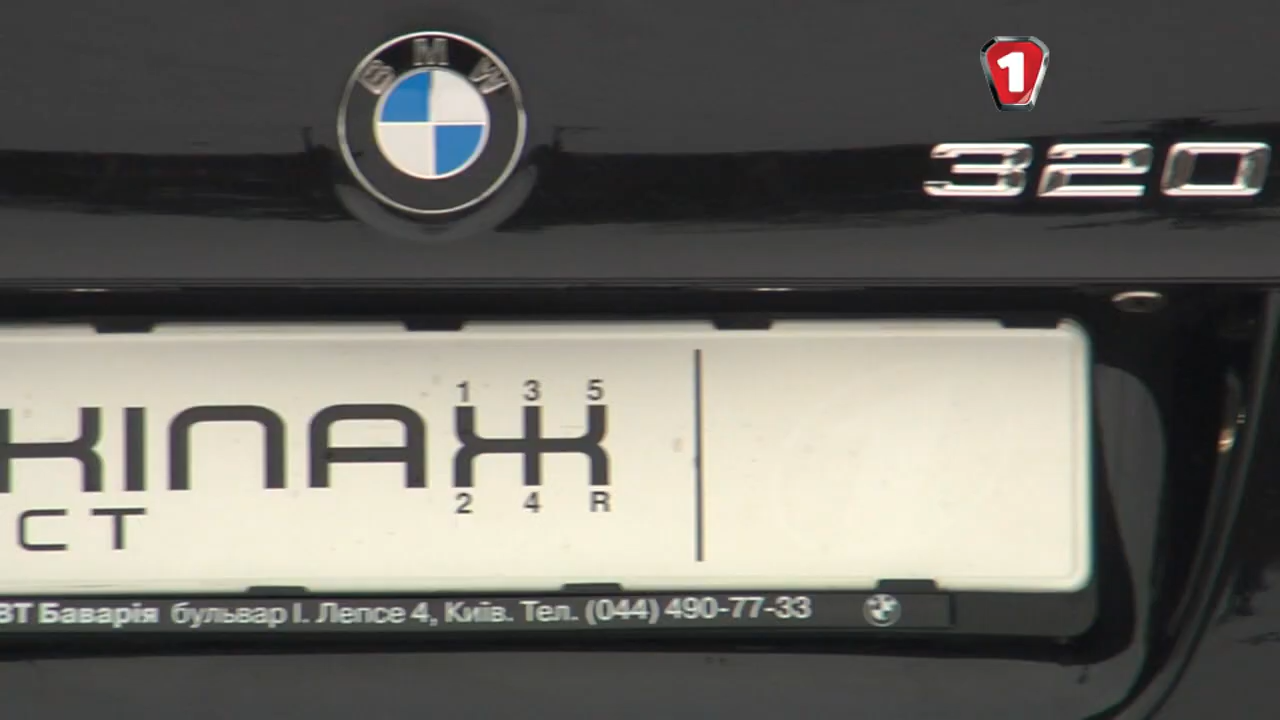 BMW
1
320
1 3 5
КІПАЖ
2 4 R
СТ
ВТ Баварія бульвар І. Лепсе 4, Київ. Тел. (044) 490-77-33